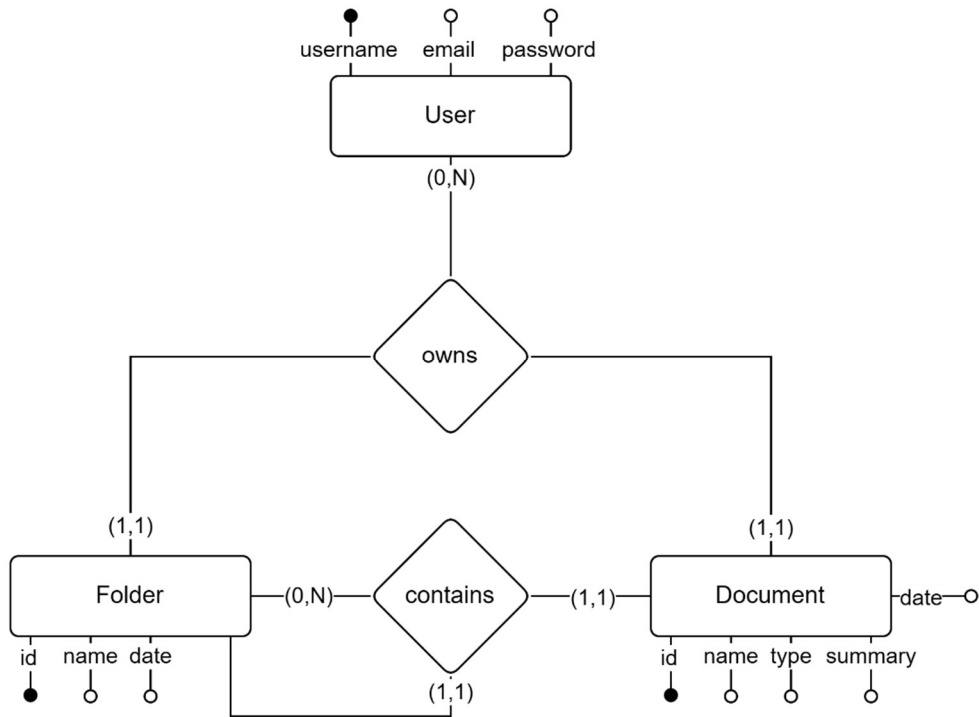 username email password
User
(0,N)
owns
(1,1) (1,1)
Folder (0,N) contains (1,1) Document date
id name date id name type summary
(1,1)